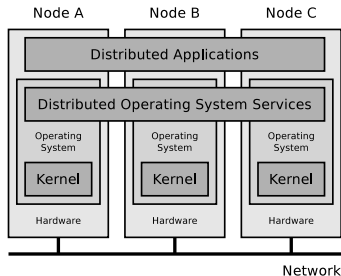 Node A Node B Node C
Distributed Applications
Distributed Operating System Services
Operating System Operating System Operating System
Kernel Kernel Kernel
Hardware Hardware Hardware
Network